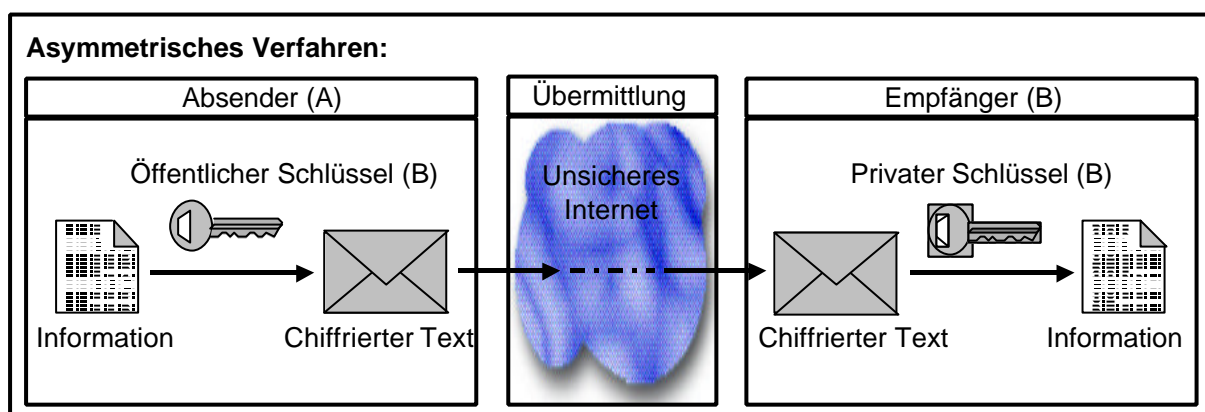 Asymmetrisches Verfahren:
Absender (A)
Öffentlicher Schlüssel (B)
Information
Chiffrierter Text
Übermittlung
Unsicheres
Internet
Empfänger (B)
Privater Schlüssel (B)
Chiffrierter Text
Information